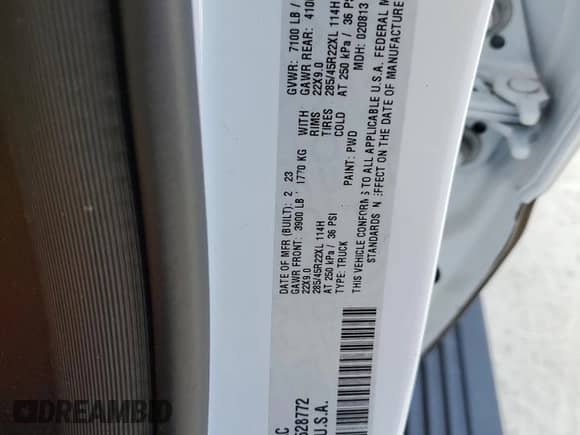 GVWR: 7100 LB /
DATE OF MFR (BUILT): 2 23 GAWR REAR: 410
GAWR FRONT: 3900 LB 1770 KG WITH 22X9.0
22X9.0 RIMS 285/45R22XL 114H
285/45R22XL 114H TIRES AT 250 kPa / 36 PSI
AT 250 kPa / 36 PSI COLD MDH: 020813
TYPE: TRUCK PAINT: PWD
THIS VEHICLE CONFORMS TO ALL APPLICABLE U.S.A. FEDERAL M
STANDARDS IN EFFECT ON THE DATE OF MANUFACTURE
528772
U.S.A.
DREAMBID